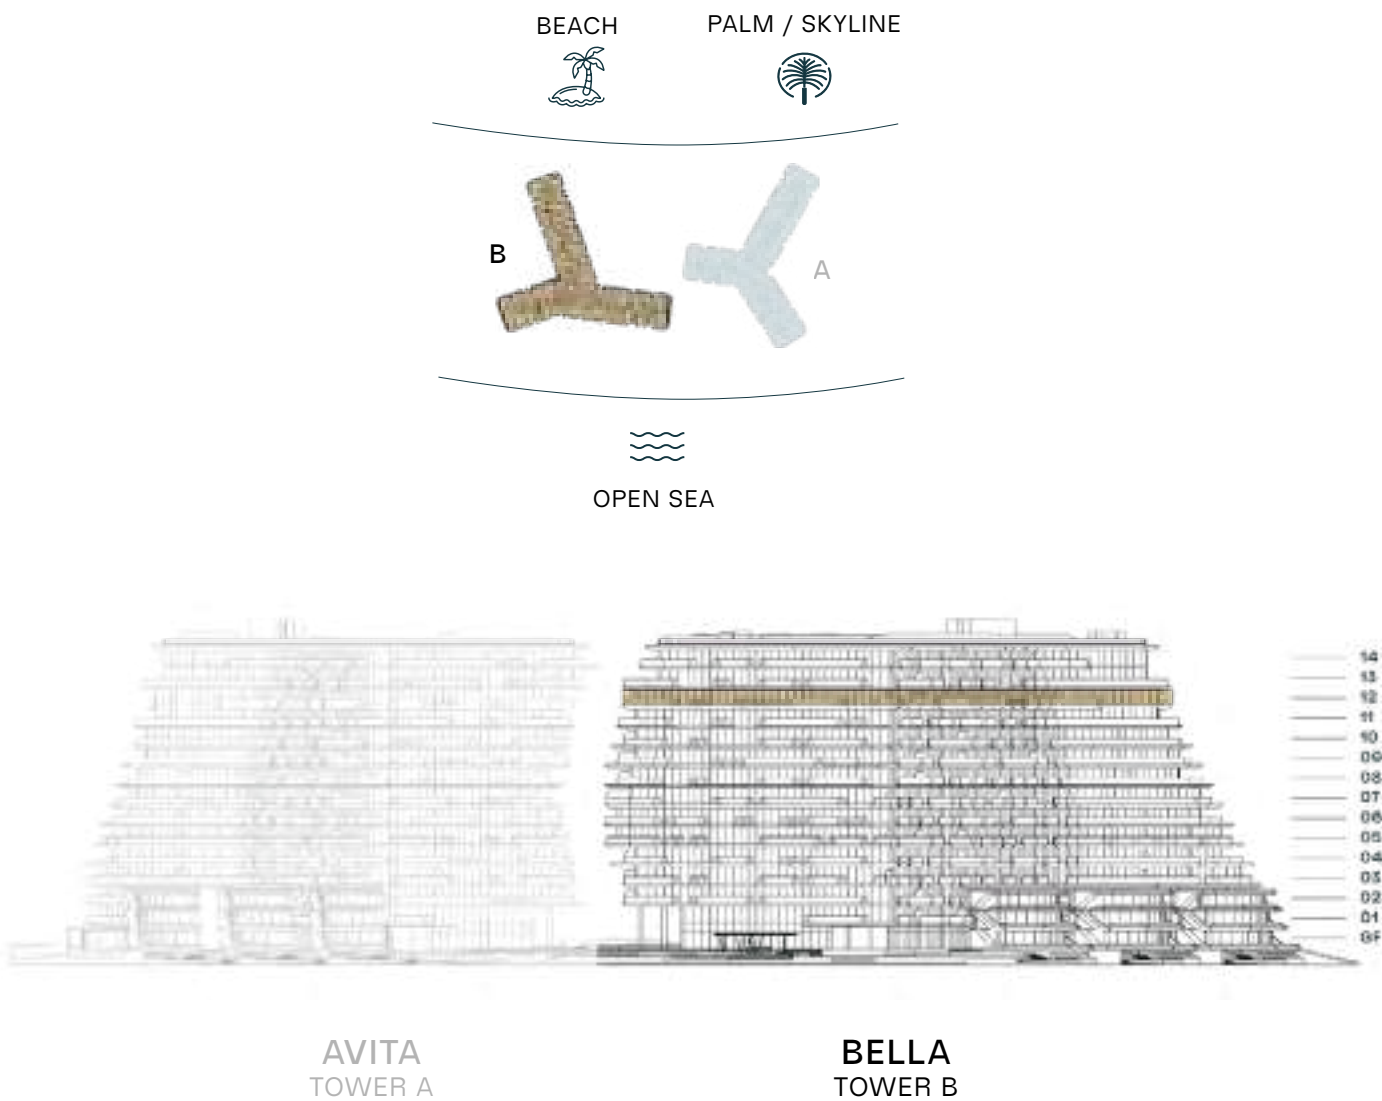 BEACH
PALM / SKYLINE
B
A
OPEN SEA
14
13
12
11
10
09
08
07
06
05
04
03
02
01
GF
AVITA
TOWER A
BELLA
TOWER B